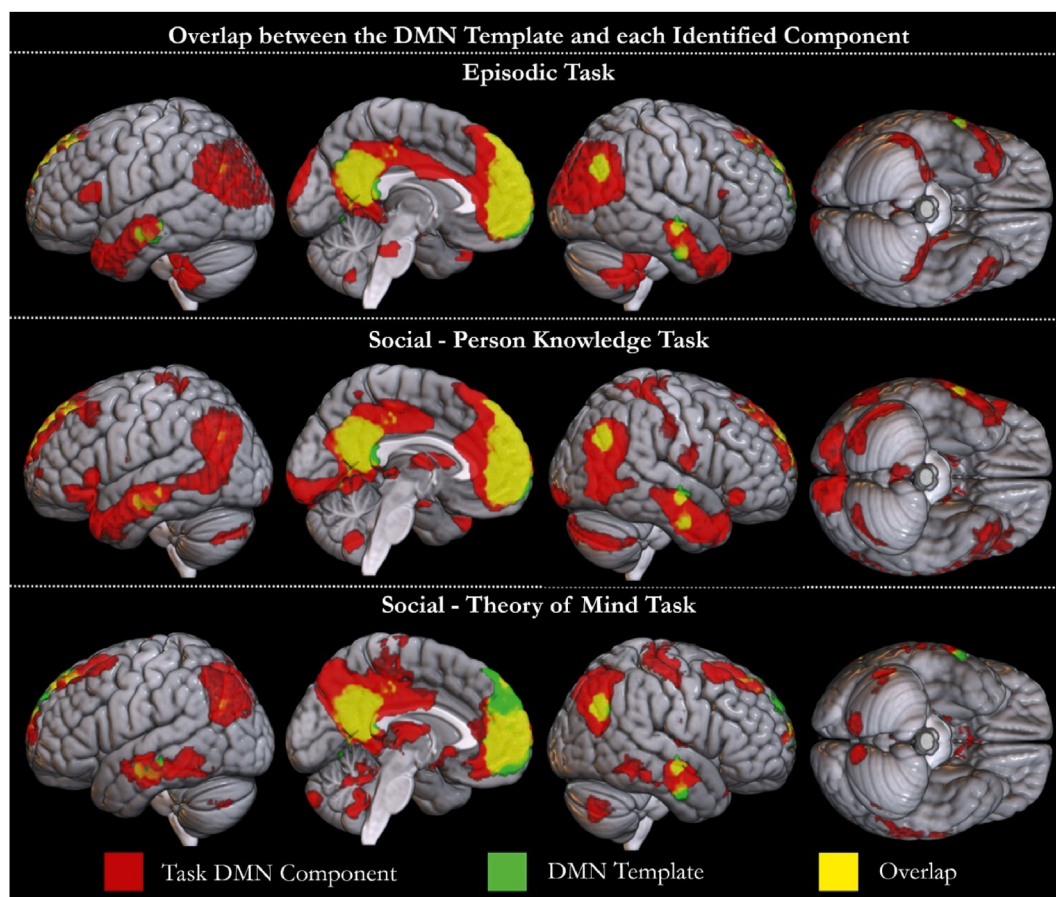 Overlap between the DMN Template and each Identified Component
Episodic Task
Social - Person Knowledge Task
Social - Theory of Mind Task
Task DMN Component
DMN Template
Overlap